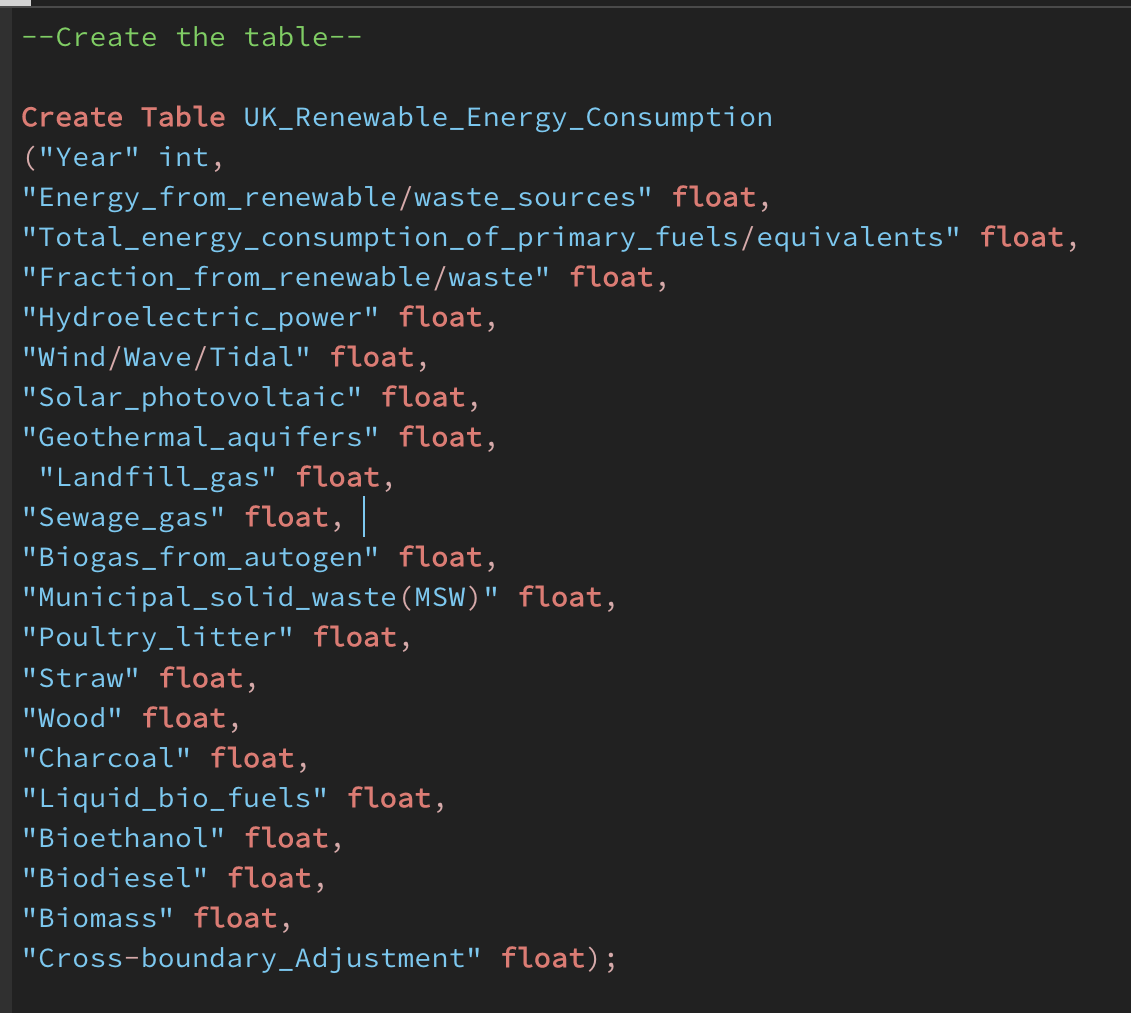 --Create the table--
Create Table UK_Renewable_Energy_Consumption
("Year" int,
"Energy_from_renewable/waste_sources" float,
"Total_energy_consumption_of_primary_fuels/equivalents" float,
"Fraction_from_renewable/waste" float,
"Hydroelectric_power" float,
"Wind/Wave/Tidal" float,
"Solar_photovoltaic" float,
"Geothermal_aquifers" float,
"Landfill_gas" float,
"Sewage_gas" float,
"Biogas_from_autogen" float,
"Municipal_solid_waste(MSW)" float,
"Poultry_litter" float,
"Straw" float,
"Wood" float,
"Charcoal" float,
"Liquid_bio_fuels" float,
"Bioethanol" float,
"Biodiesel" float,
"Biomass" float,
"Cross-boundary_Adjustment" float);